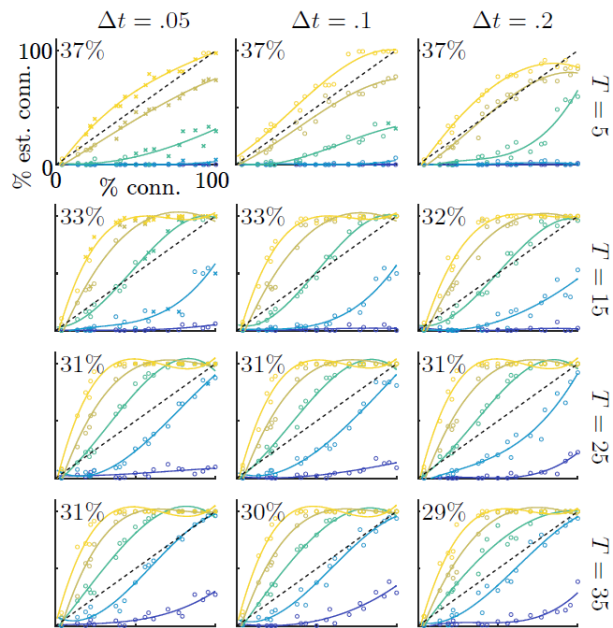 Δt = .05 Δt = .1 Δt = .2
100 37% 37% 37%
% est. conn.
0
0 % conn. 100
T = 5
33% 33% 32%
T = 15
31% 31% 31%
T = 25
31% 30% 29%
T = 35